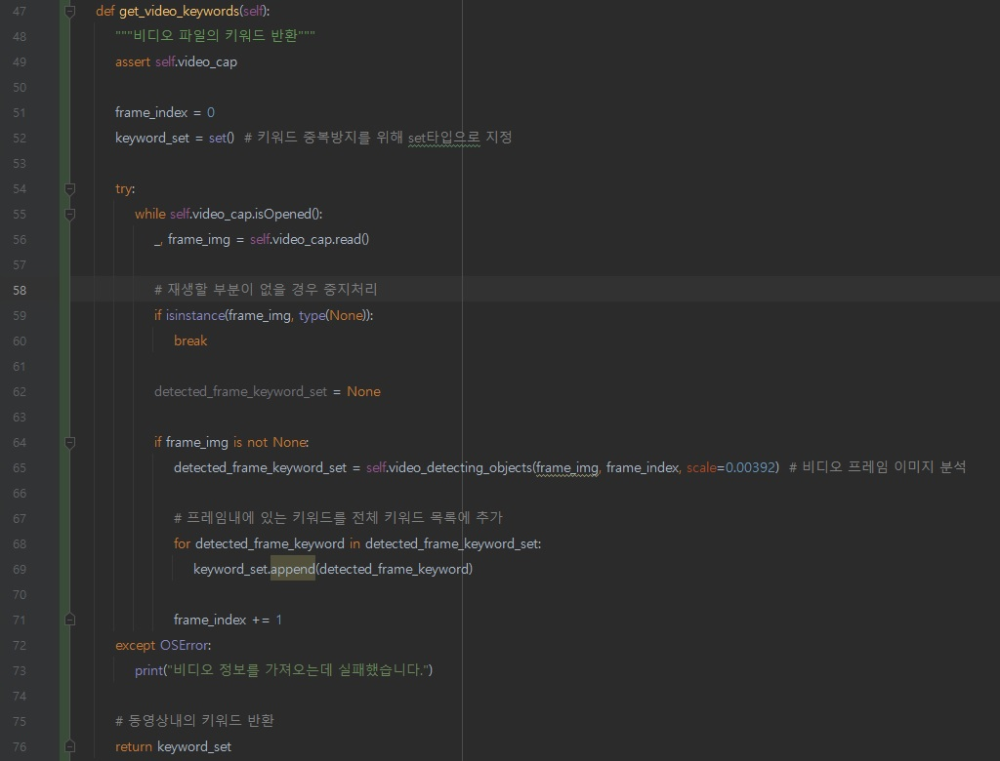 47 def get_video_keywords(self):
48 """비디오 파일의 키워드 반환"""
49 assert self.video_cap
50
51 frame_index = 0
52 keyword_set = set() # 키워드 중복방지를 위해 set타입으로 지정
53
54 try:
55 while self.video_cap.isOpened():
56 _, frame_img = self.video_cap.read()
57
58 # 재생할 부분이 없을 경우 중지처리
59 if isinstance(frame_img, type(None)):
60 break
61
62 detected_frame_keyword_set = None
63
64 if frame_img is not None:
65 detected_frame_keyword_set = self.video_detecting_objects(frame_img, frame_index, scale=0.00392) # 비디오 프레임 이미지 분석
66
67 # 프레임내에 있는 키워드를 전체 키워드 목록에 추가
68 for detected_frame_keyword in detected_frame_keyword_set:
69 keyword_set.append(detected_frame_keyword)
70
71 frame_index += 1
72 except OSError:
73 print("비디오 정보를 가져오는데 실패했습니다.")
74
75 # 동영상내의 키워드 반환
76 return keyword_set